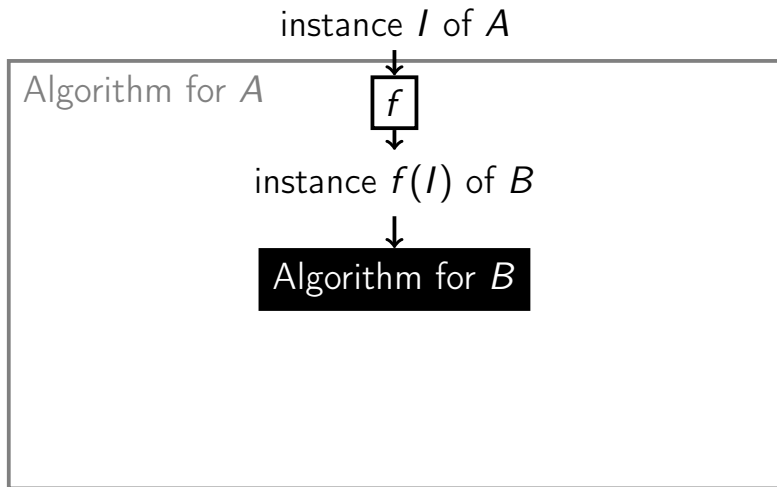 instance I of A
Algorithm for A
f
instance f(I) of B
Algorithm for B